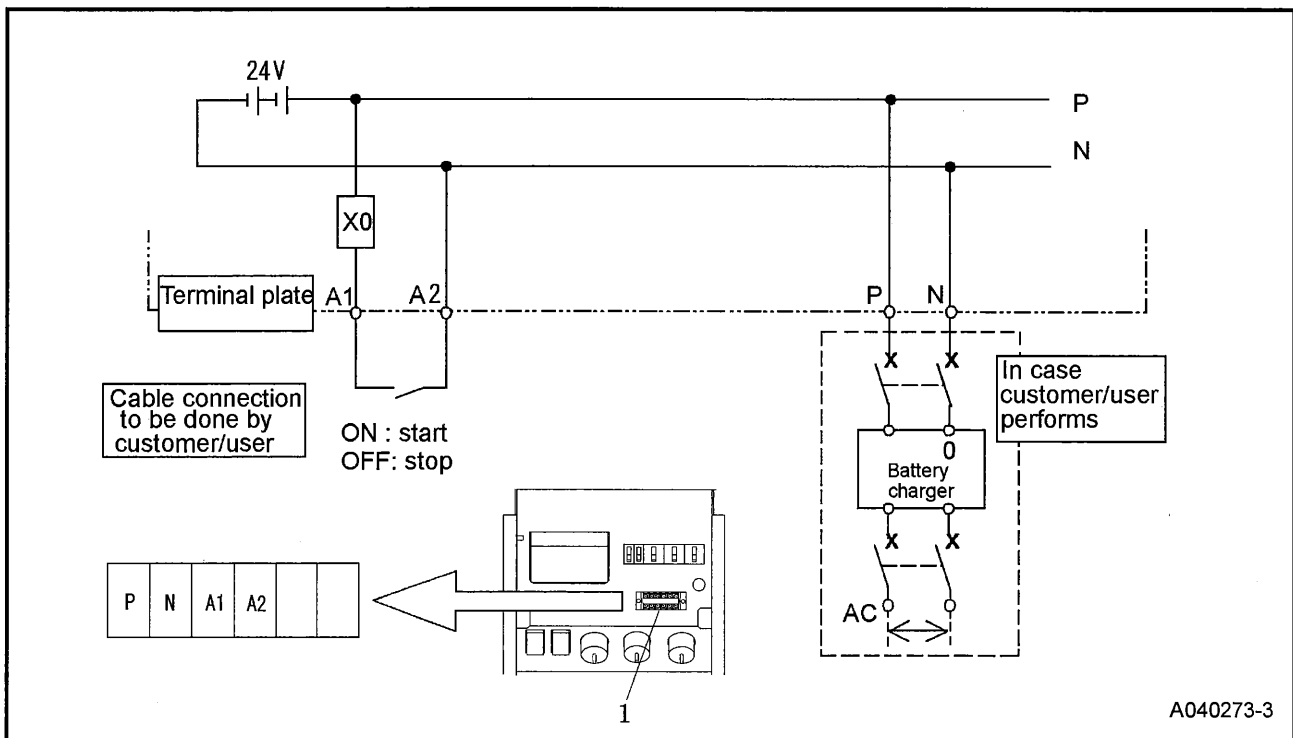 24V
P
N
X0
Terminal plate
A1
A2
P
N
Cable connection
to be done by
customer/user
ON : start
OFF: stop
In case
customer/user
performs
0
Battery
charger
AC
P N A1 A2
1
A040273-3